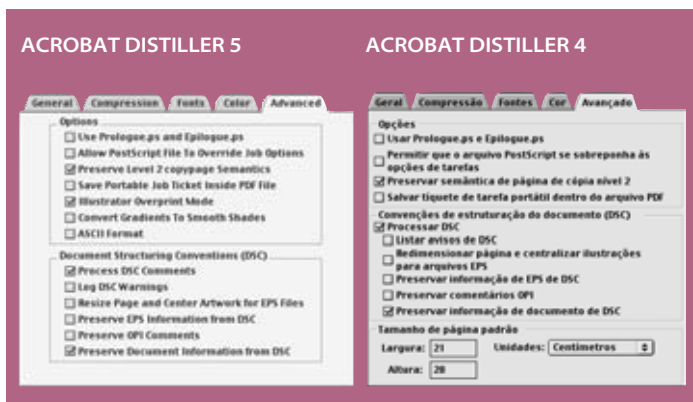 ACROBAT DISTILLER 5
General Compression Fonts Color Advanced
Options
Use Prologue.ps and Epilogue.ps
Allow PostScript File To Override Job Options
Preserve Level 2 copypage Semantics
Save Portable Job Ticket Inside PDF File
Illustrator Overprint Mode
Convert Gradients To Smooth Shades
ASCII Format
Document Structuring Conventions (DSC)
Process DSC Comments
Log DSC Warnings
Resize Page and Center Artwork for EPS Files
Preserve EPS Information from DSC
Preserve OPI Comments
Preserve Document Information from DSC
ACROBAT DISTILLER 4
Geral Compressão Fontes Cor Avançado
Opções
Usar Prologue.ps e Epilogue.ps
Permitir que o arquivo PostScript se sobreponha às
opções de tarefas
Preservar semântica de página de cópia nível 2
Salvar tíquete de tarefa portátil dentro do arquivo PDF
Convenções de estruturação do documento (DSC)
Processar DSC
Listar avisos de DSC
Redimensionar página e centralizar ilustrações
para arquivos EPS
Preservar informação de EPS de DSC
Preservar comentários OPI
Preservar informação de documento de DSC
Tamanho de página padrão
Largura: 21 Unidades: Centímetros
Altura: 28